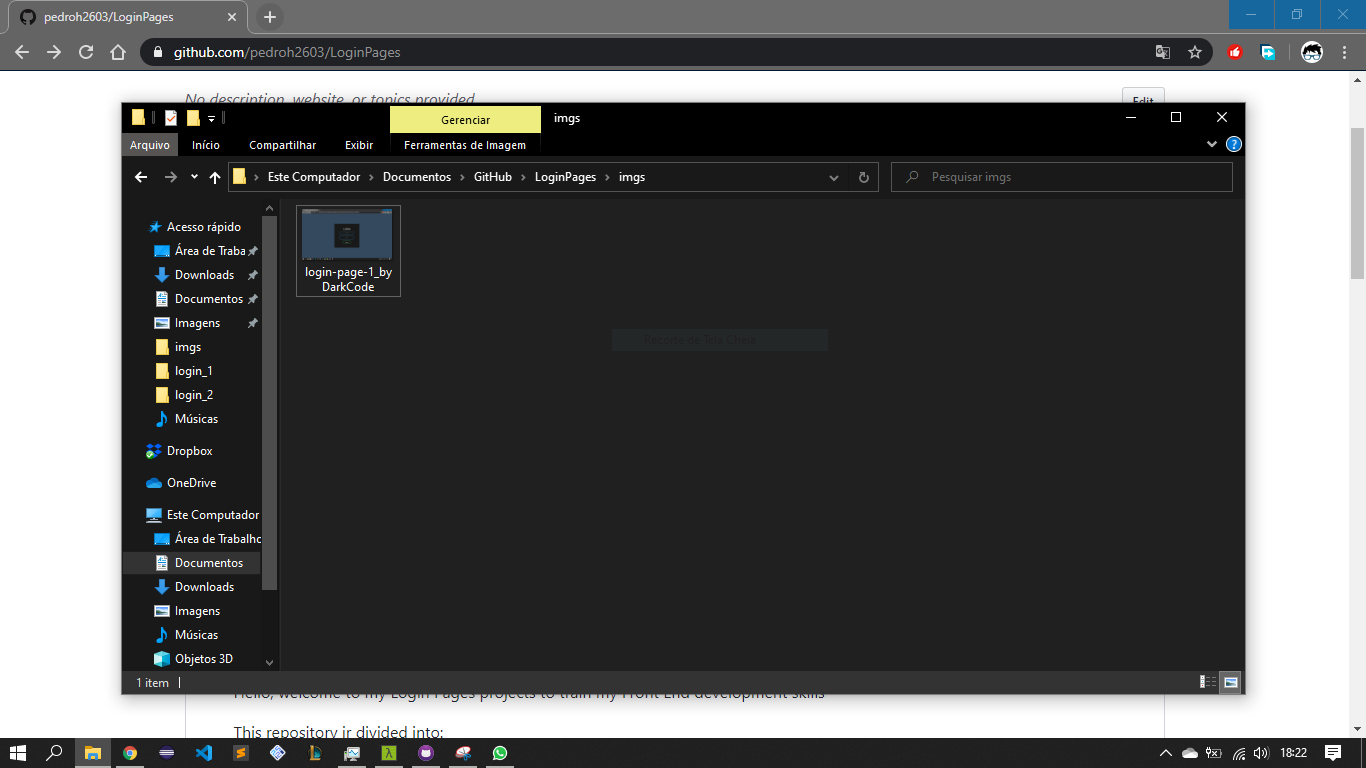 pedroh2603/LoginPages
github.com/pedroh2603/LoginPages
No description, website, or topics provided.
Edit
Gerenciar
imgs
Arquivo
Início
Compartilhar
Exibir
Ferramentas de Imagem
Este Computador
Documentos
GitHub
LoginPages
imgs
Pesquisar imgs
Acesso rápido
Área de Traba
Downloads
Documentos
Imagens
imgs
login_1
login_2
Músicas
Dropbox
OneDrive
Este Computador
Área de Trabalho
Documentos
Downloads
Imagens
Músicas
Objetos 3D
login-page-1_by
DarkCode
1 item
Hello, welcome to my Login Pages projects to train my Front End development skills
This repository ir divided into:
18:22